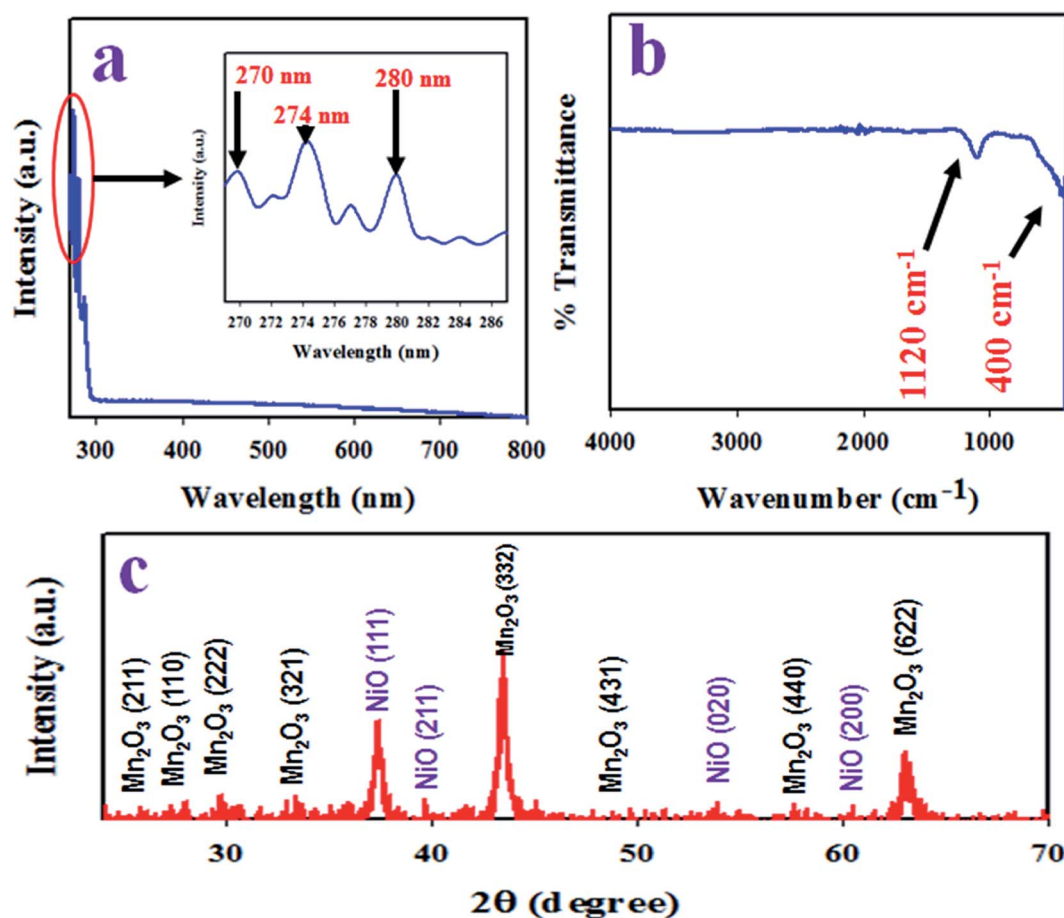 a
Intensity (a.u.)
300 400 500 600 700 800
Wavelength (nm)
270 nm
274 nm
280 nm
Intensity (a.u.)
270 272 274 276 278 280 282 284 286
Wavelength (nm)
b
% Transmittance
1120 cm⁻¹
400 cm⁻¹
4000 3000 2000 1000
Wavenumber (cm⁻¹)
c
Intensity (a.u.)
Mn₂O₃ (211)
Mn₂O₃ (110)
Mn₂O₃ (222)
Mn₂O₃ (321)
NiO (111)
NiO (211)
Mn₂O₃ (332)
Mn₂O₃ (431)
NiO (020)
Mn₂O₃ (440)
NiO (200)
Mn₂O₃ (622)
30 40 50 60 70
2θ (degree)